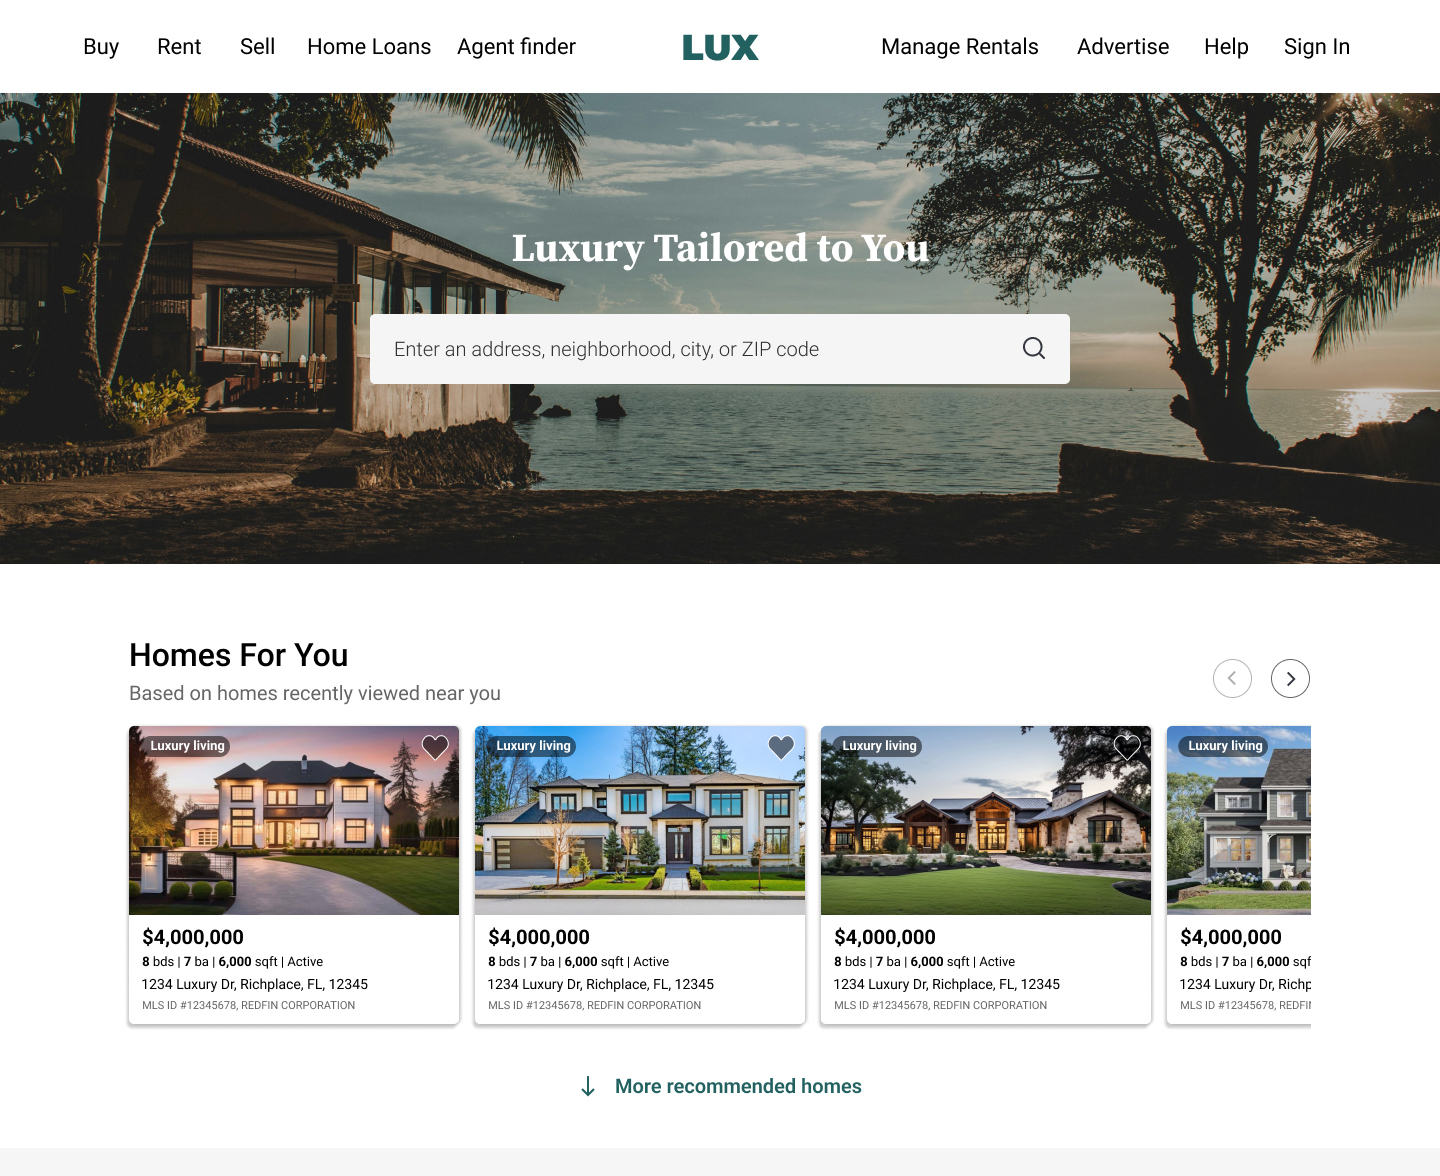 Buy Rent Sell Home Loans Agent finder LUX Manage Rentals Advertise Help Sign In
Luxury Tailored to You
Enter an address, neighborhood, city, or ZIP code
Homes For You
Based on homes recently viewed near you
Luxury living
$4,000,000
8 bds | 7 ba | 6,000 sqft | Active
1234 Luxury Dr, Richplace, FL, 12345
MLS ID #12345678, REDFIN CORPORATION
Luxury living
$4,000,000
8 bds | 7 ba | 6,000 sqft | Active
1234 Luxury Dr, Richplace, FL, 12345
MLS ID #12345678, REDFIN CORPORATION
Luxury living
$4,000,000
8 bds | 7 ba | 6,000 sqft | Active
1234 Luxury Dr, Richplace, FL, 12345
MLS ID #12345678, REDFIN CORPORATION
Luxury living
$4,000,000
8 bds | 7 ba | 6,000 sqf
1234 Luxury Dr, Richp
MLS ID #12345678, REDFI
More recommended homes